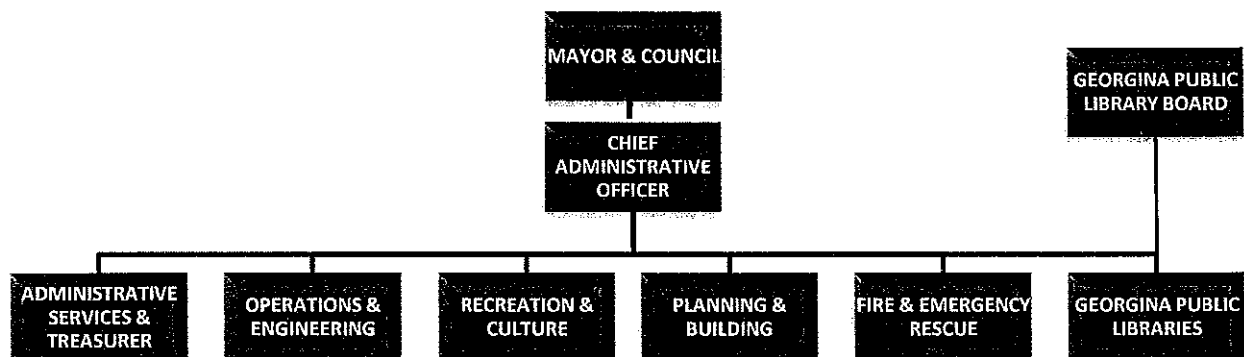 MAYOR & COUNCIL
GEORGINA PUBLIC
LIBRARY BOARD
CHIEF
ADMINISTRATIVE
OFFICER
ADMINISTRATIVE
SERVICES &
TREASURER
OPERATIONS &
ENGINEERING
RECREATION &
CULTURE
PLANNING &
BUILDING
FIRE & EMERGENCY
RESCUE
GEORGINA PUBLIC
LIBRARIES